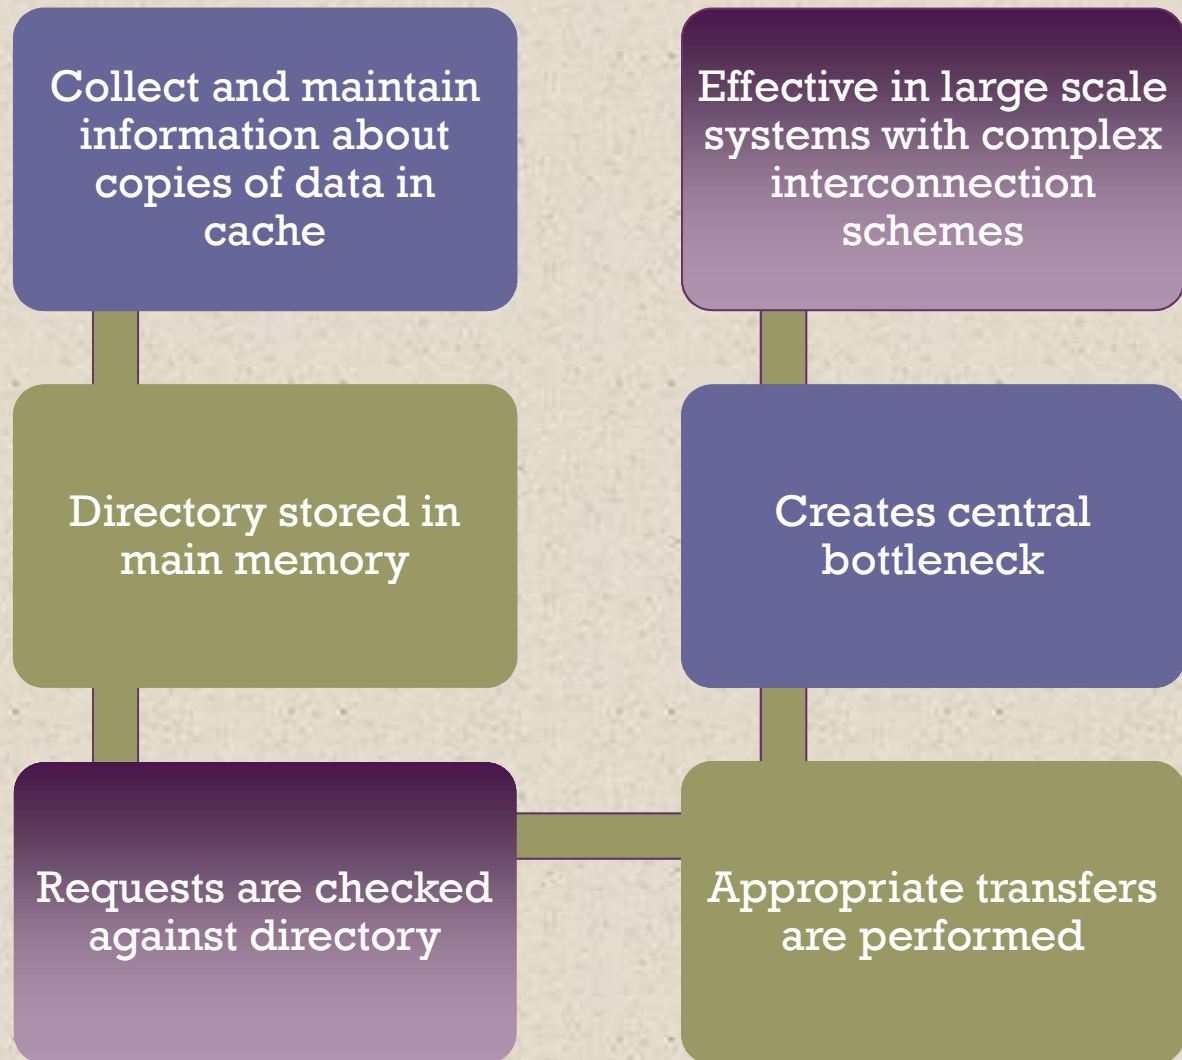 Collect and maintain
information about
copies of data in
cache
Directory stored in
main memory
Requests are checked
against directory
Appropriate transfers
are performed
Creates central
bottleneck
Effective in large scale
systems with complex
interconnection
schemes